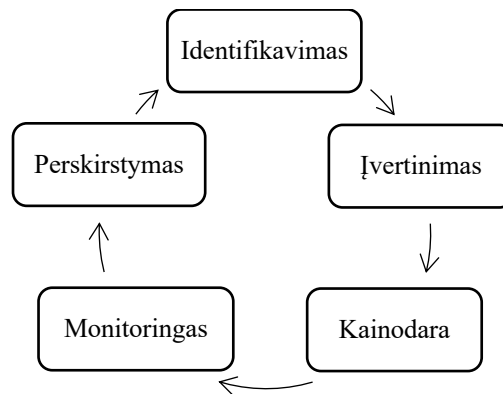 Identifikavimas
Įvertinimas
Kainodara
Monitoringas
Perskirstymas